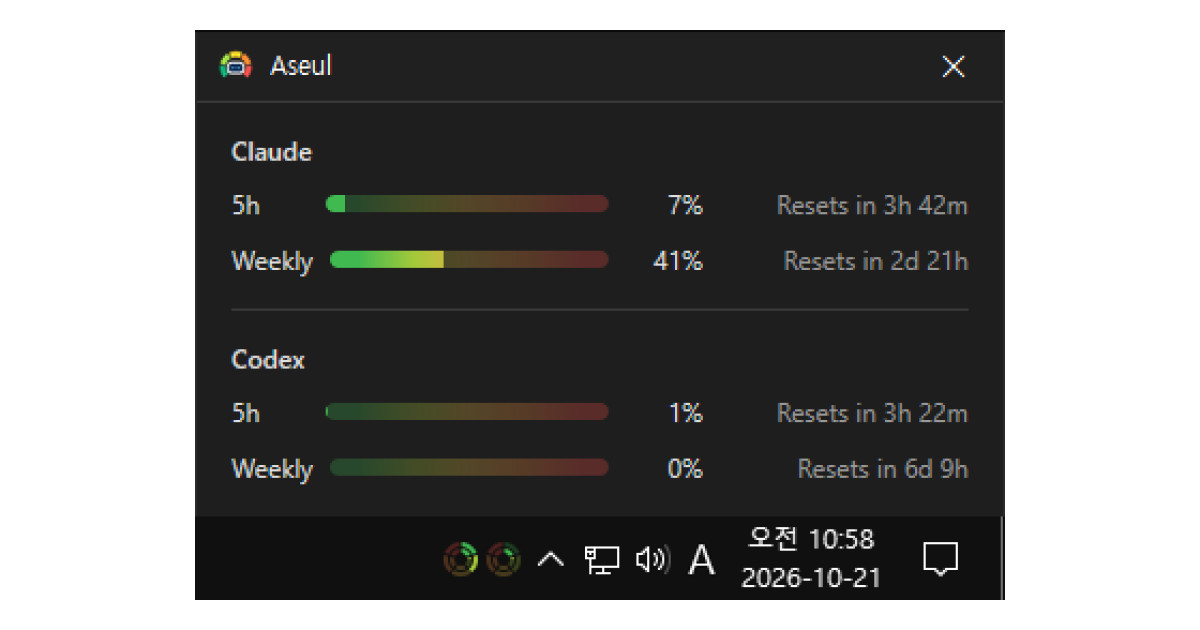 Aseul
Claude
5h 7% Resets in 3h 42m
Weekly 41% Resets in 2d 21h
Codex
5h 1% Resets in 3h 22m
Weekly 0% Resets in 6d 9h
A
오전 10:58
2026-10-21